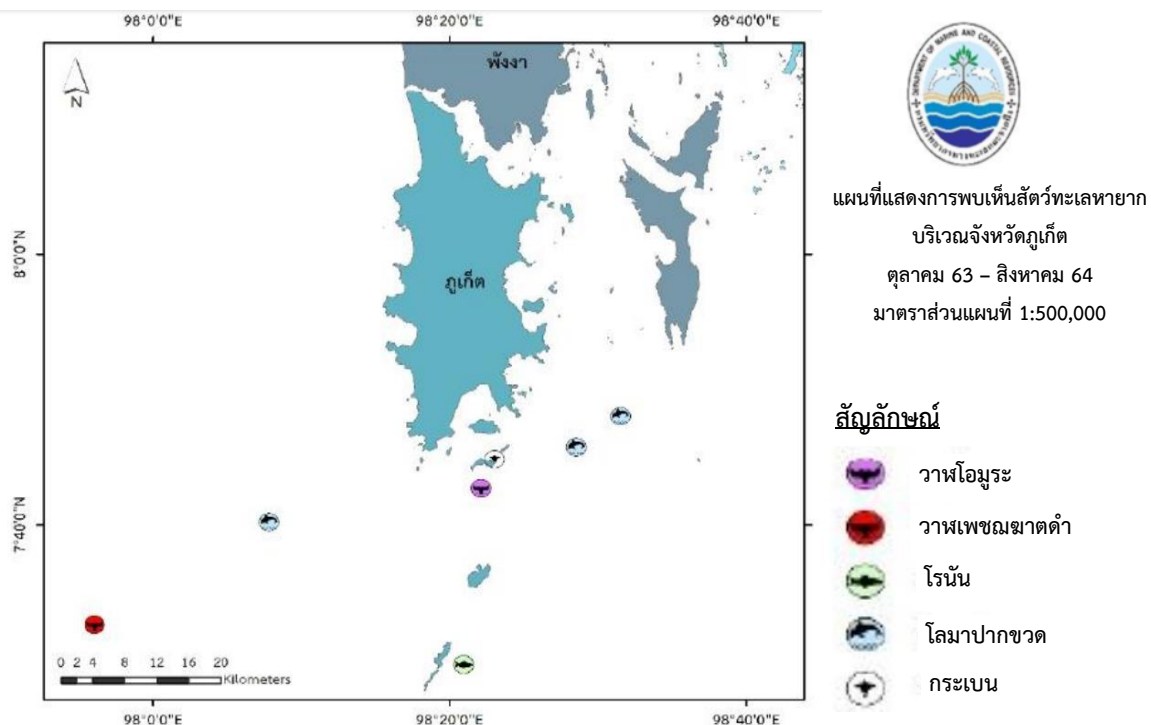 98°0'0"E
98°20'0"E
98°40'0"E
N
พังงา
ภูเก็ต
8°0'0"N
7°40'0"N
0 2 4 8 12 16 20
Kilometers
98°0'0"E
98°20'0"E
98°40'0"E
DEPARTMENT OF MARINE AND COASTAL RESOURCES
แผนที่แสดงการพบเห็นสัตว์ทะเลหายาก
บริเวณจังหวัดภูเก็ต
ตุลาคม 63 – สิงหาคม 64
มาตราส่วนแผนที่ 1:500,000
สัญลักษณ์
วาฬโอมูระ
วาฬเพชฌฆาตดำ
โรนัน
โลมาปากขวด
กระเบน